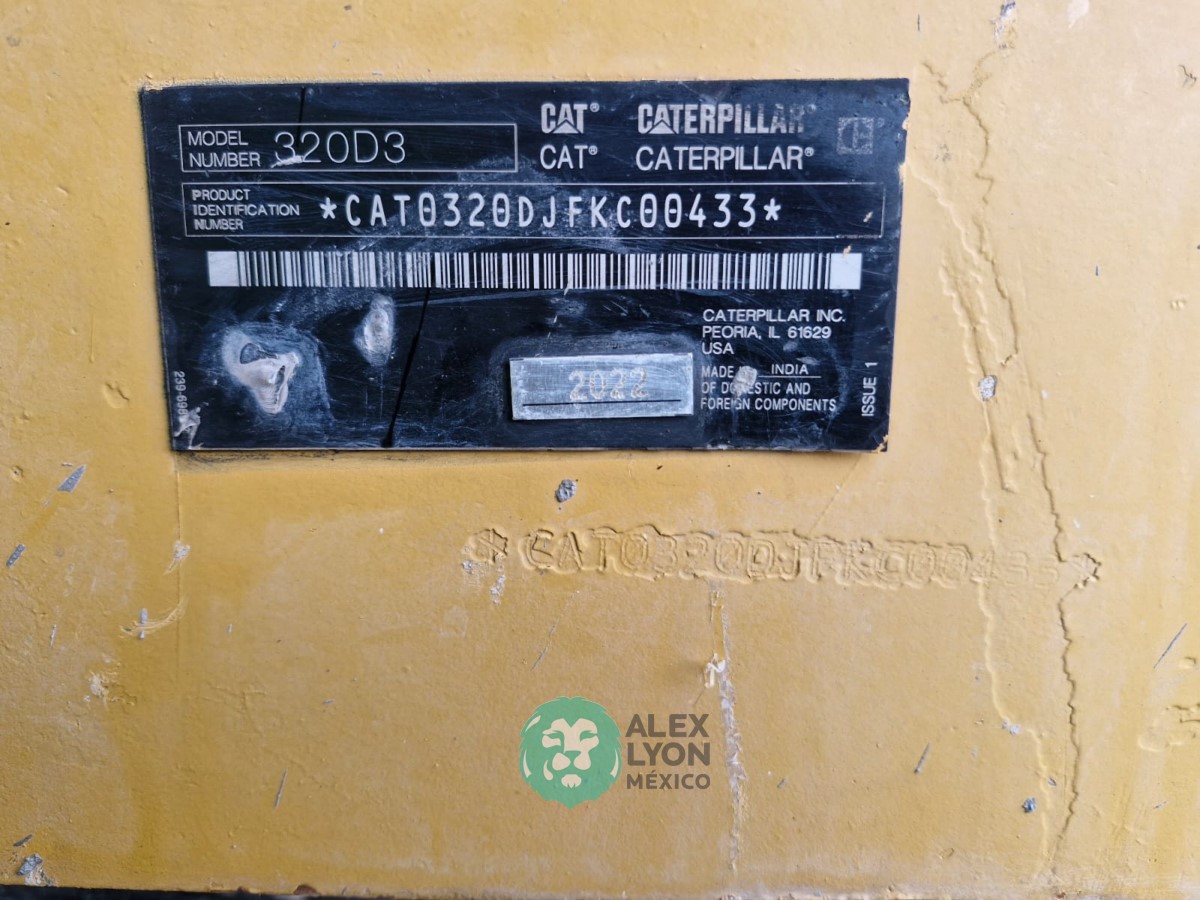 MODEL NUMBER 320D3
CAT® CATERPILLAR®
CAT® CATERPILLAR®
PRODUCT
IDENTIFICATION
NUMBER
*CAT0320DJFKC00433*
CATERPILLAR INC.
PEORIA, IL 61629
USA
2022
MADE INDIA
OF DOMESTIC AND
FOREIGN COMPONENTS
ISSUE 1
*CAT0320DJFKC00433*
ALEX
LYON
MÉXICO